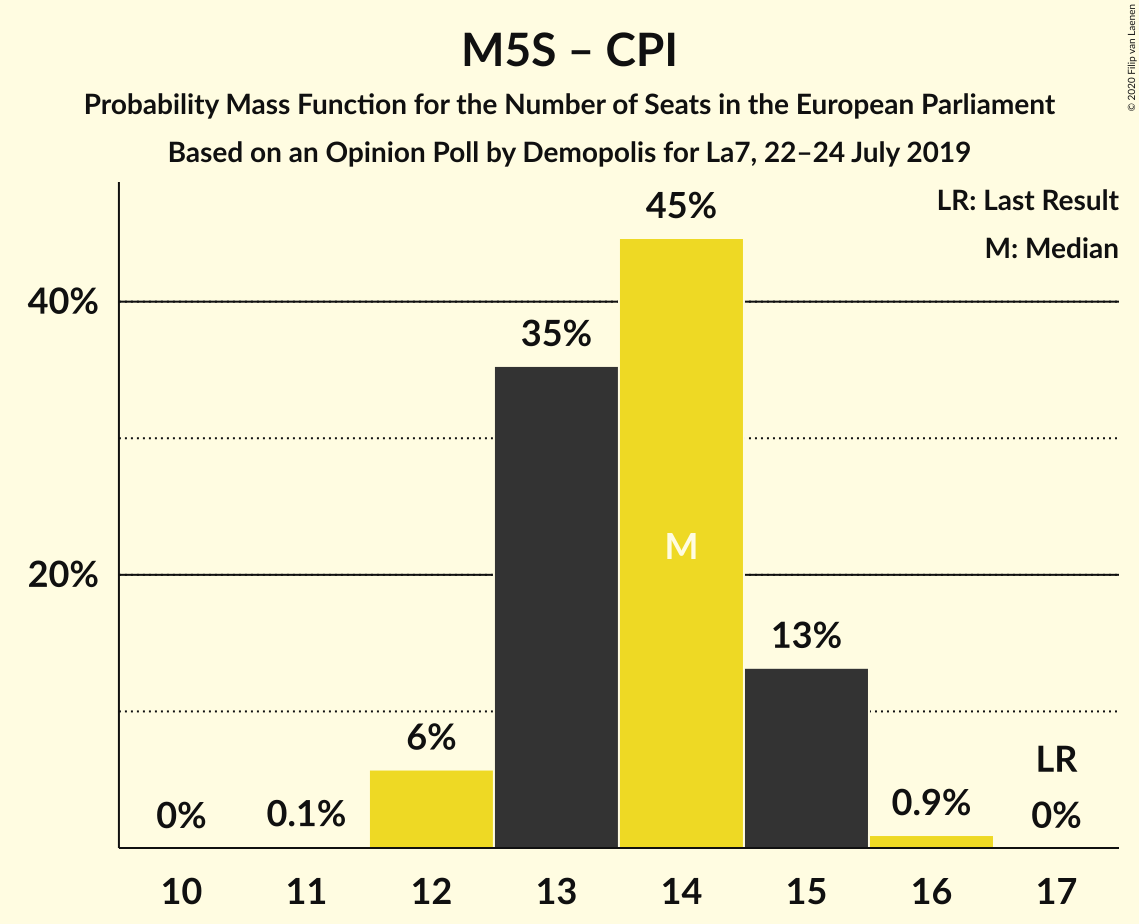 M5S – CPI
Probability Mass Function for the Number of Seats in the European Parliament
Based on an Opinion Poll by Demopolis for La7, 22–24 July 2019
© 2020 Filip van Laenen
LR: Last Result
M: Median
45%
40%
35%
M
20%
13%
6%
LR
0%
0.1%
0.9%
0%
10 11 12 13 14 15 16 17